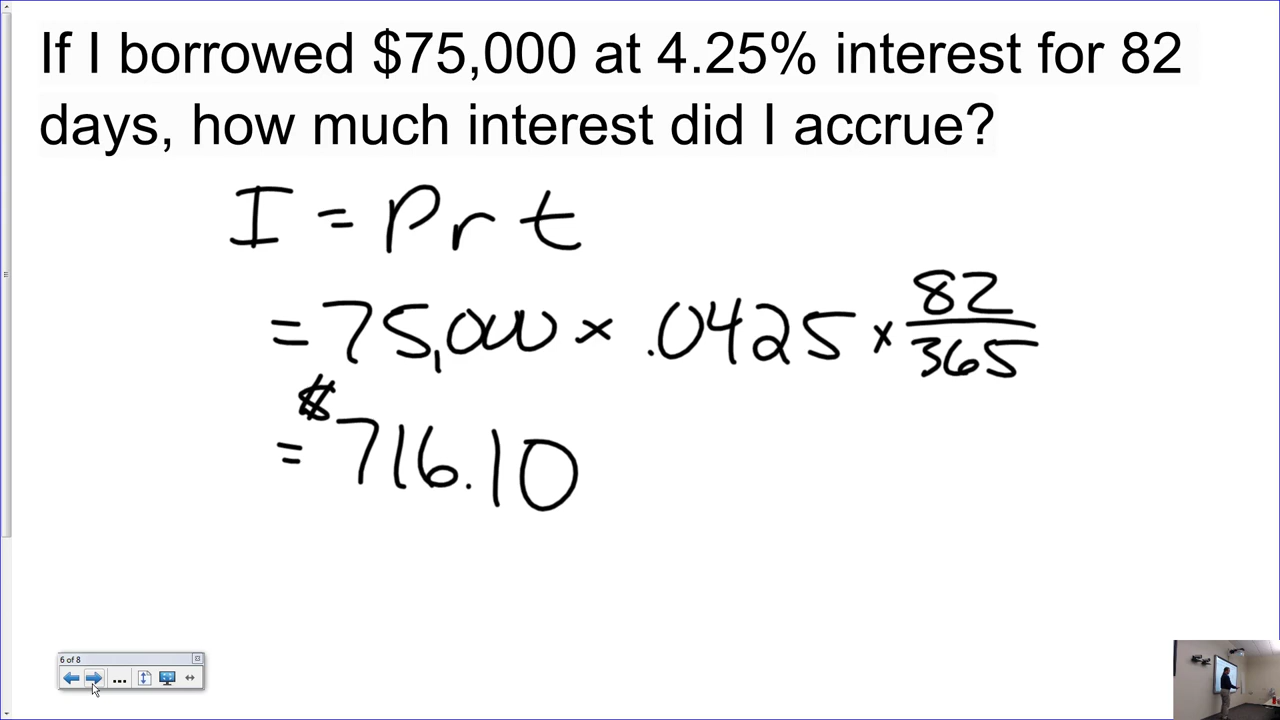 If I borrowed $75,000 at 4.25% interest for 82
days, how much interest did I accrue?
I = Prt
= 75,000 × .0425 × 82/365
= $716.10
6 of 8
...